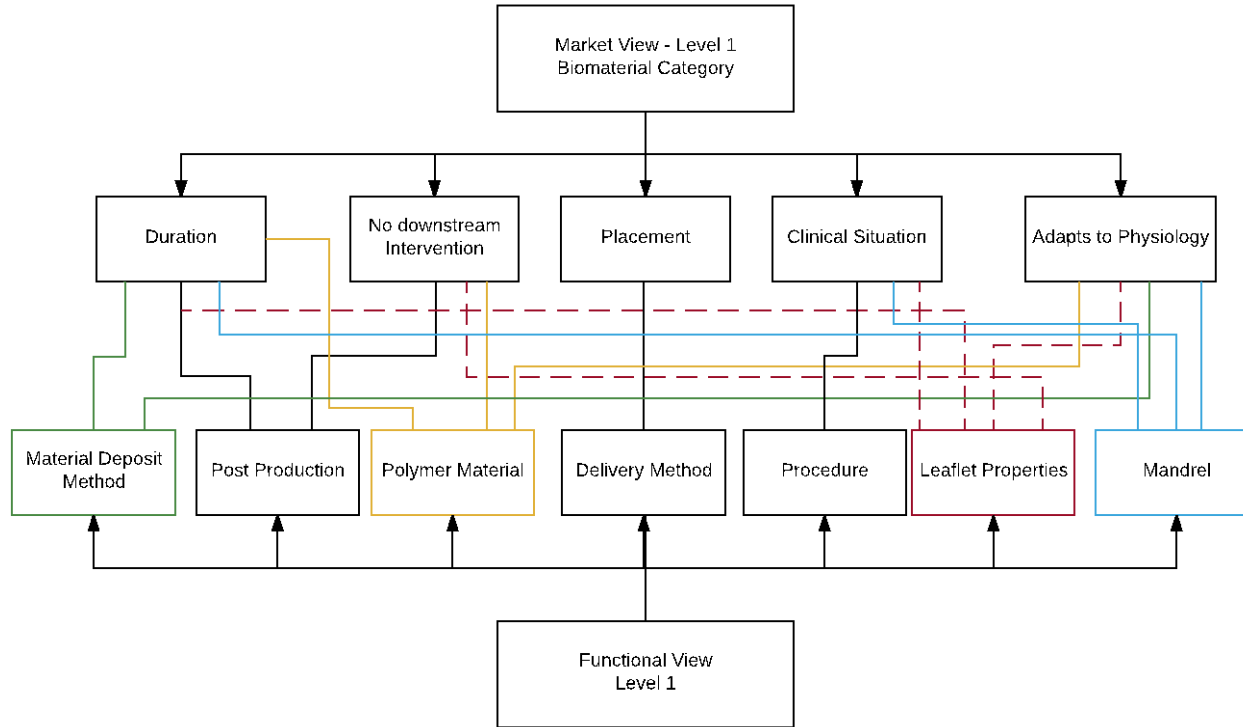 Market View - Level 1
Biomaterial Category
Duration
No downstream
Intervention
Placement
Clinical Situation
Adapts to Physiology
Material Deposit
Method
Post Production
Polymer Material
Delivery Method
Procedure
Leaflet Properties
Mandrel
Functional View
Level 1